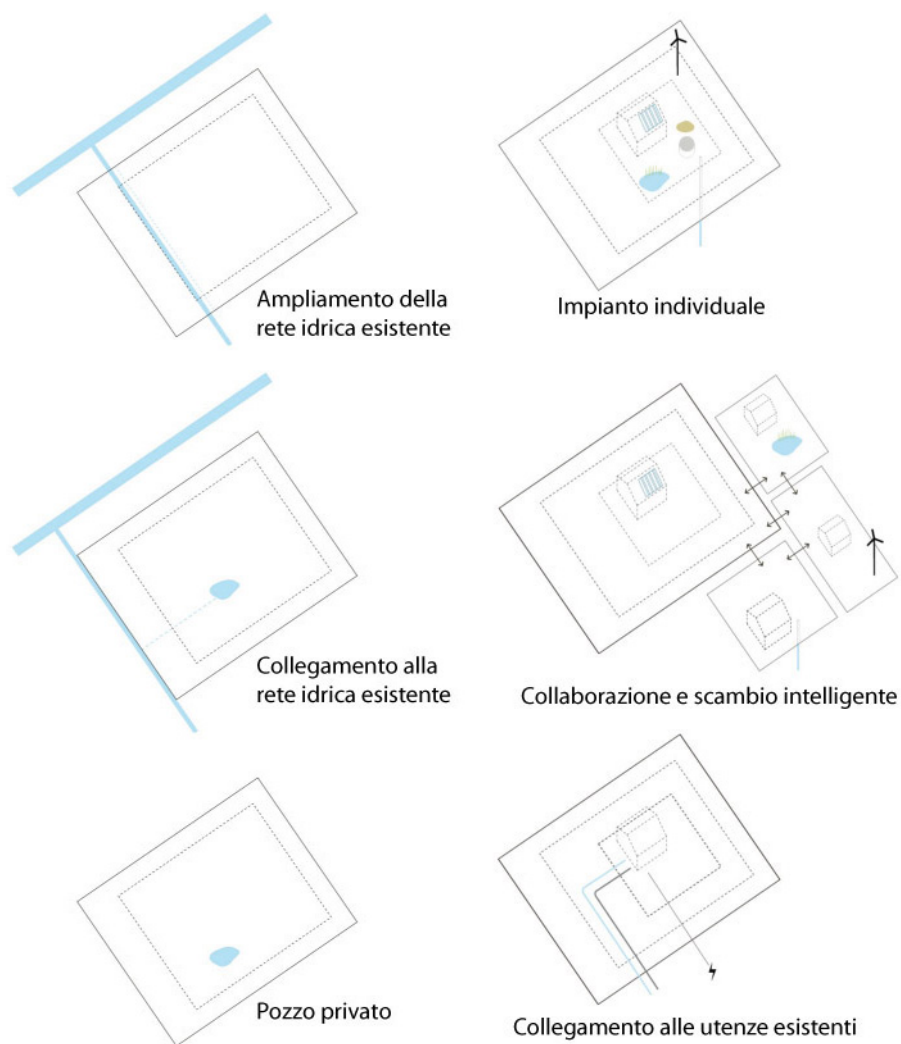 Ampliamento della
rete idrica esistente
Impianto individuale
Collegamento alla
rete idrica esistente
Collaborazione e scambio intelligente
Pozzo privato
Collegamento alle utenze esistenti